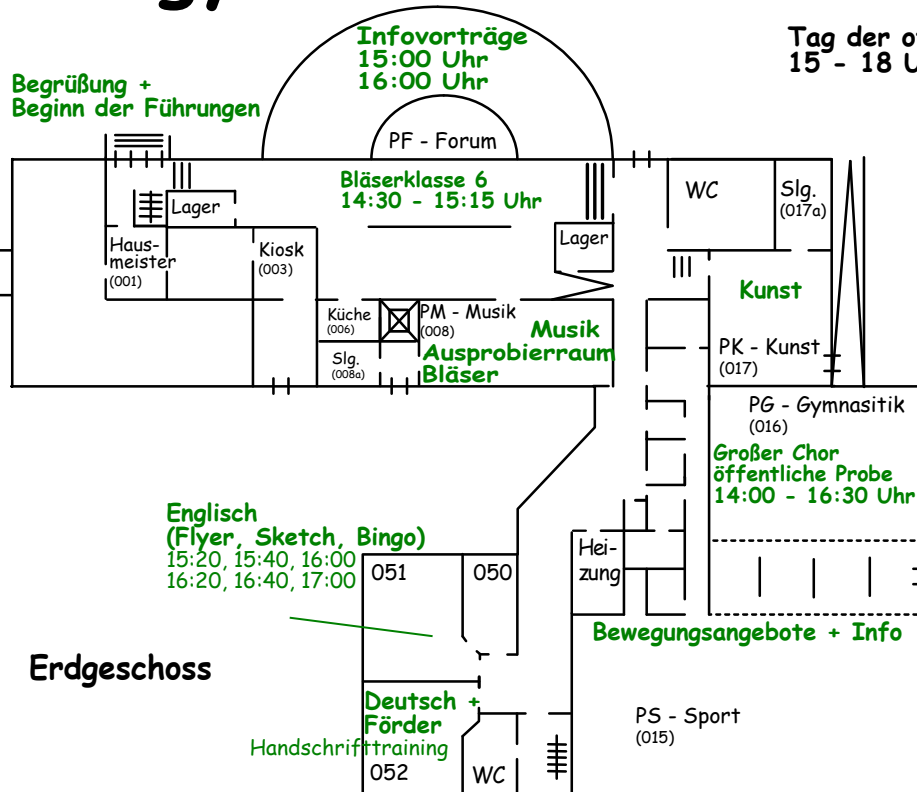 Infovorträge
15:00 Uhr
16:00 Uhr
Tag der
15 - 18
Begrüßung +
Beginn der Führungen
PF - Forum
Bläserklasse 6
14:30 - 15:15 Uhr
WC
Slg.
(017a)
Lager
Lager
Haus-
meister
(001)
Kiosk
(003)
Kunst
Küche
(006)
PM - Musik
(008)
Musik
Ausprobierraum
Bläser
Slg.
(008a)
PK - Kunst
(017)
PG - Gymnasitik
(016)
Großer Chor
öffentliche Probe
14:00 - 16:30 Uhr
Englisch
(Flyer, Sketch, Bingo)
15:20, 15:40, 16:00
16:20, 16:40, 17:00
051
050
Hei-
zung
Bewegungsangebote + Info
Erdgeschoss
Deutsch +
Förder
Handschrifttraining
052
WC
PS - Sport
(015)